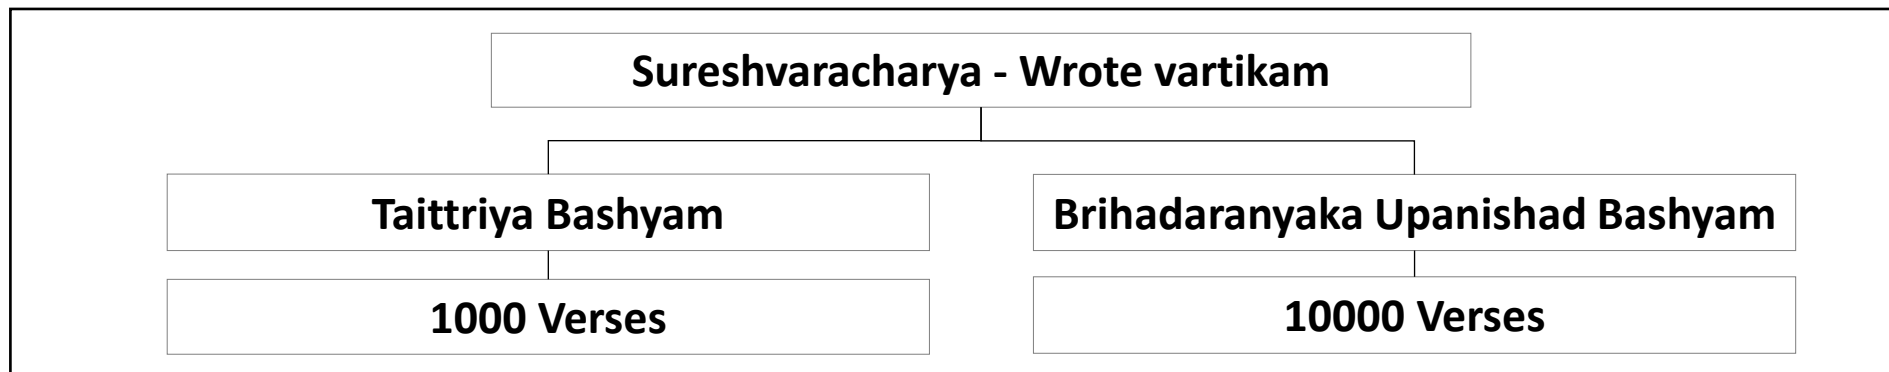 Sureshvaracharya - Wrote vartikam
Taittriya Bashyam
Brihadaranyaka Upanishad Bashyam
1000 Verses
10000 Verses